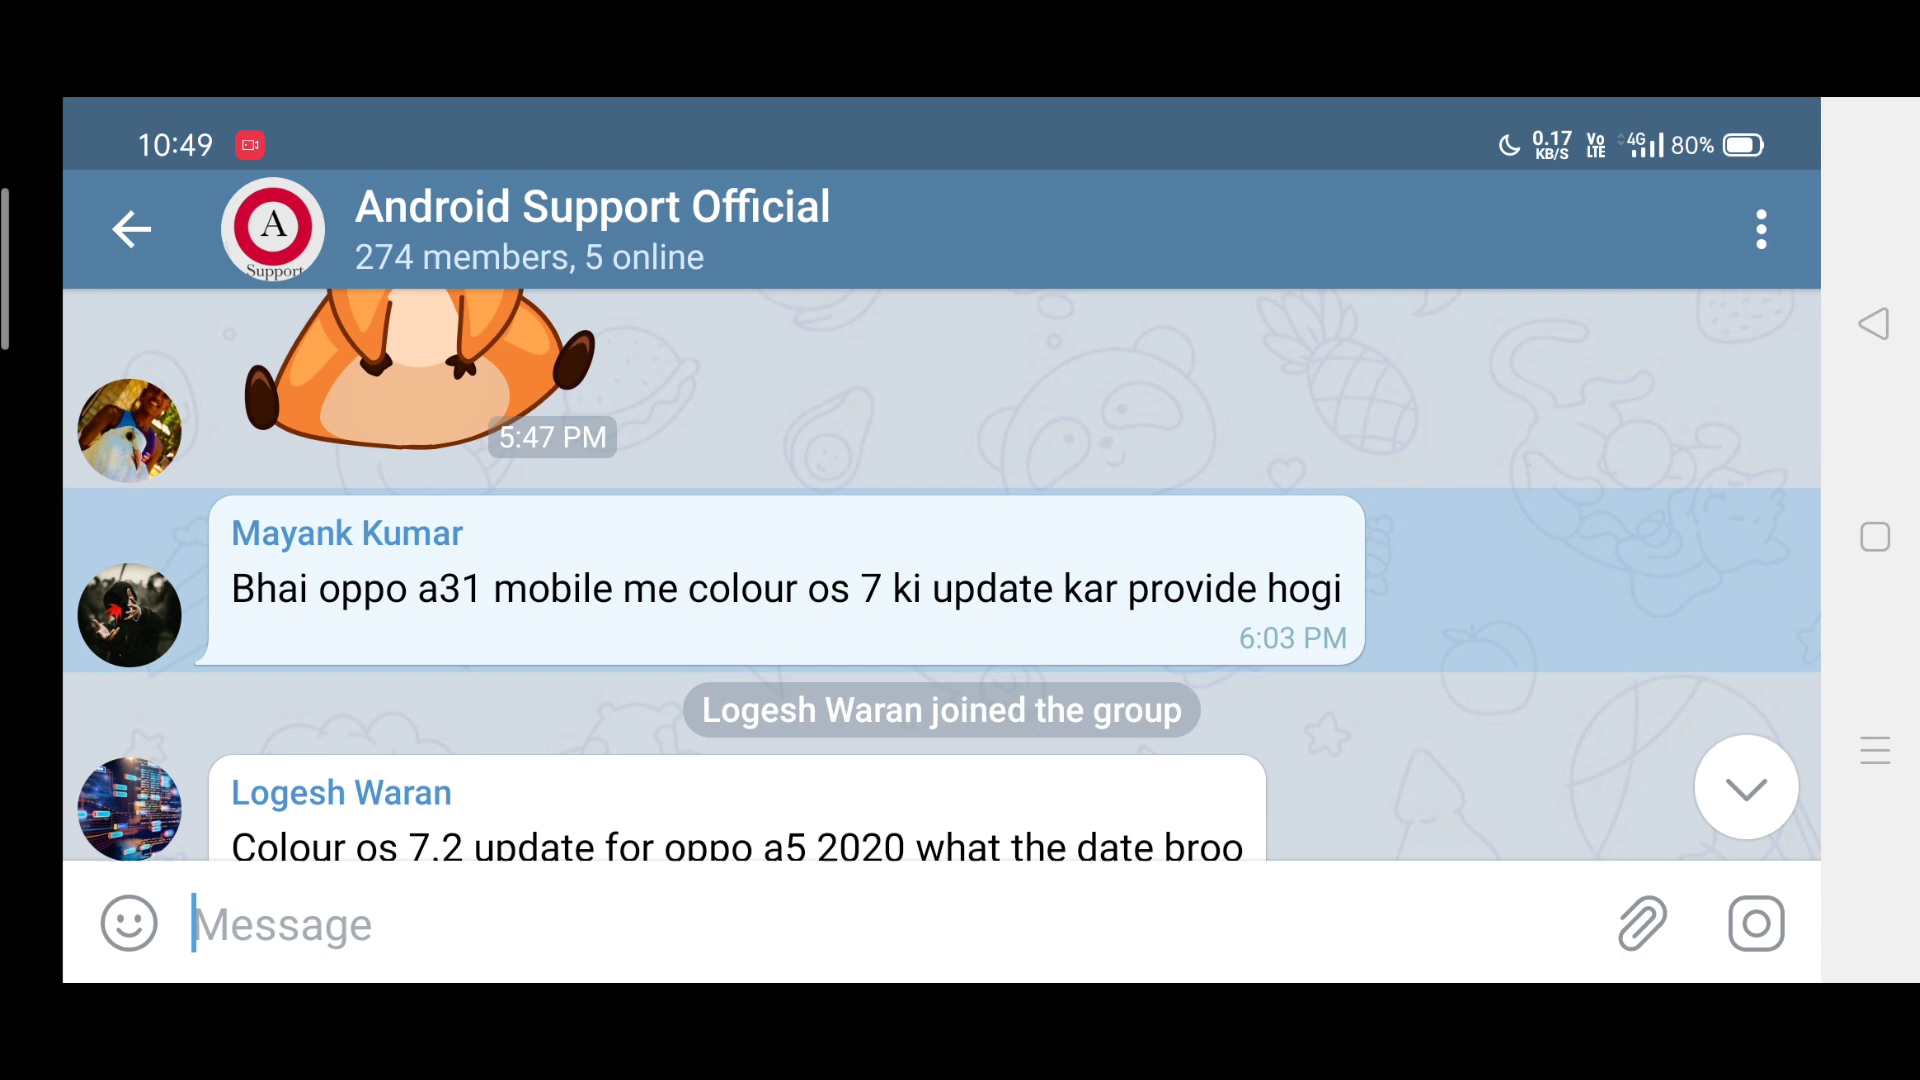 10:49
0.17 KB/S Vo LTE 4G 80%
Android Support Official
274 members, 5 online
A
Support
5:47 PM
Mayank Kumar
Bhai oppo a31 mobile me colour os 7 ki update kar provide hogi
6:03 PM
Logesh Waran joined the group
Logesh Waran
Colour os 7.2 update for oppo a5 2020 what the date broo
Message